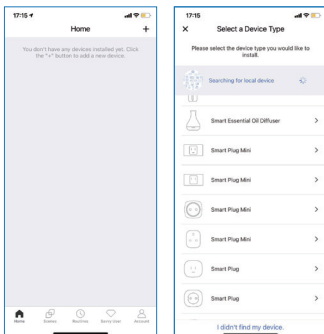 17:15
Home
+
You don't have any devices installed yet. Click
the "+" button to add a new device.
Home
Scenes
Routines
Savvy User
Account
17:15
Select a Device Type
Please select the device type you would like to
install.
Searching for local device
Smart Essential Oil Diffuser
Smart Plug Mini
Smart Plug Mini
Smart Plug Mini
Smart Plug Mini
Smart Plug
Smart Plug
I didn't find my device.